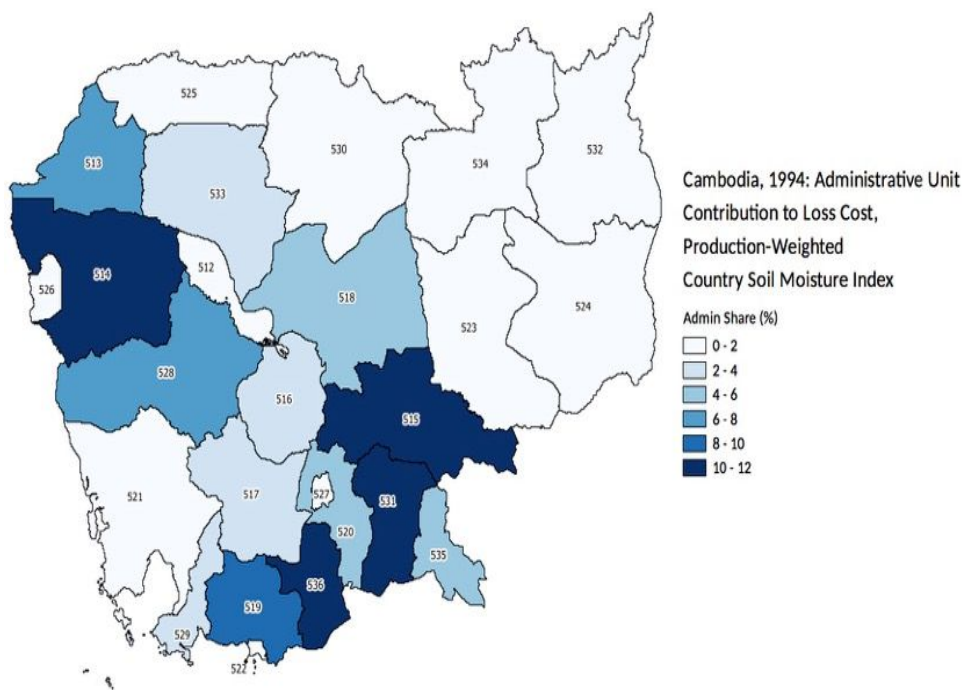 525
513
530
534
532
533
512
514
526
518
523
524
528
516
515
521
517
527
531
520
535
536
519
529
522
Cambodia, 1994: Administrative Unit
Contribution to Loss Cost,
Production-Weighted
Country Soil Moisture Index
Admin Share (%)
0 - 2
2 - 4
4 - 6
6 - 8
8 - 10
10 - 12